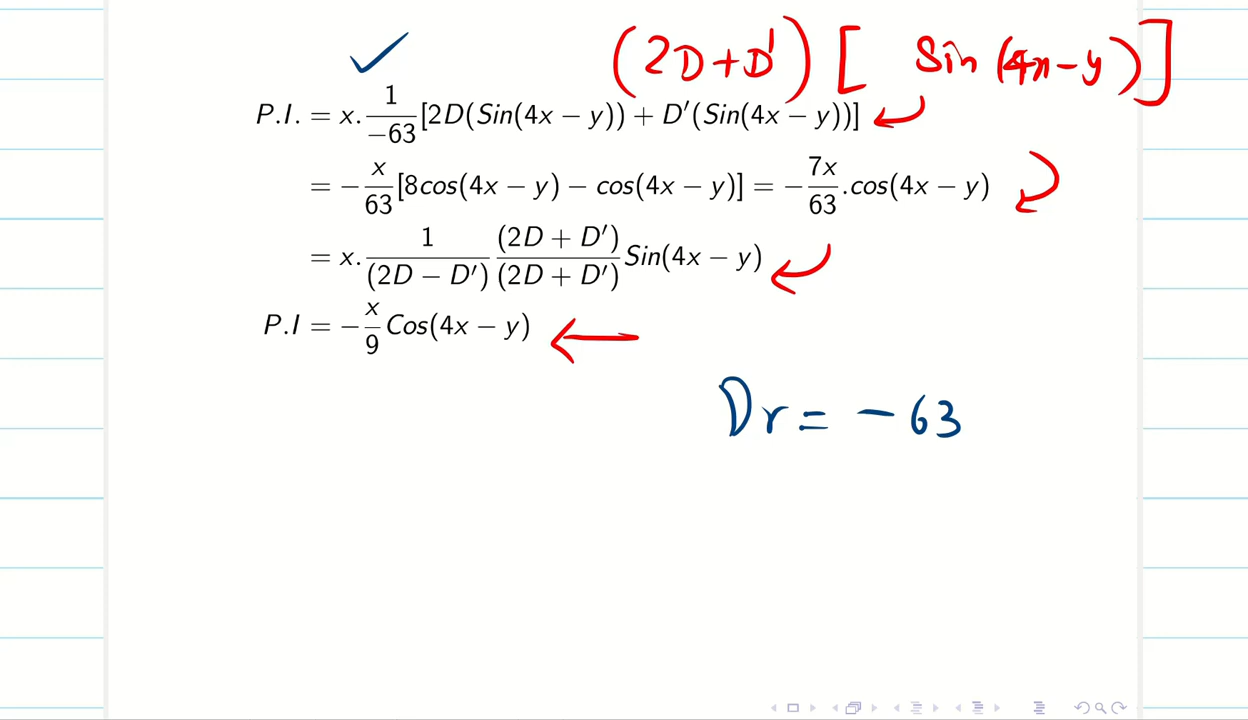 (2D+D') [ Sin (4x-y) ]
P.I. = x. 1/-63 [2D(Sin(4x − y)) + D′(Sin(4x − y))]
= − x/63 [8cos(4x − y) − cos(4x − y)] = − 7x/63 .cos(4x − y)
= x. 1/(2D − D′) (2D + D′)/(2D + D′) Sin(4x − y)
P.I = − x/9 Cos(4x − y)
Dr = − 63